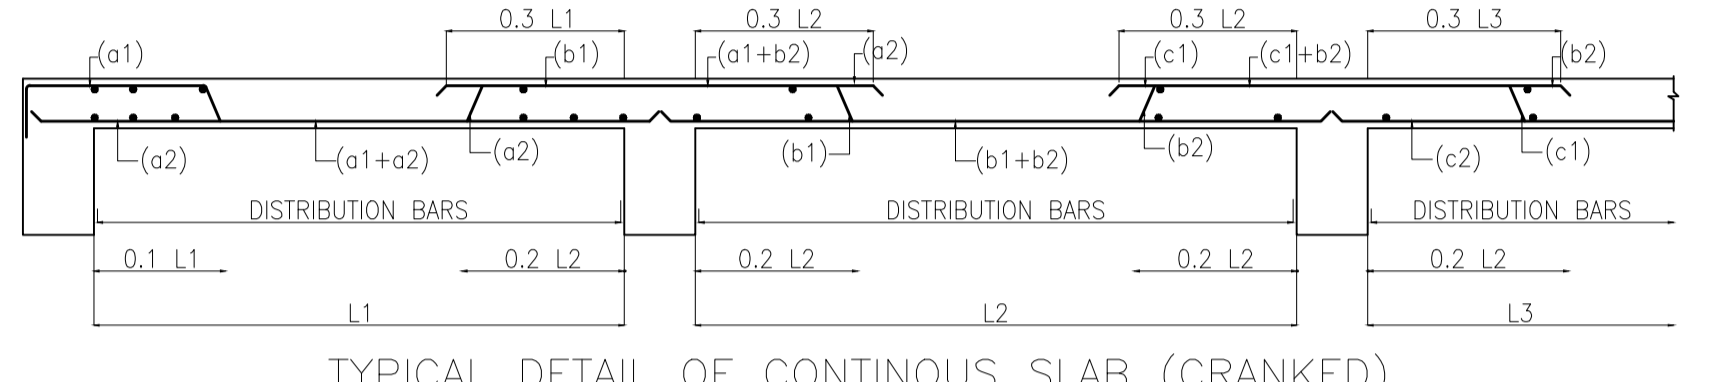 0.3 L1 0.3 L2 0.3 L2 0.3 L3
(a1) (b1) (a1+b2) (a2) (c1) (c1+b2) (b2)
(a2) (a1+a2) (a2) (b1) (b1+b2) (b2) (c2) (c1)
DISTRIBUTION BARS DISTRIBUTION BARS DISTRIBUTION BARS
0.1 L1 0.2 L2 0.2 L2 0.2 L2 0.2 L2
L1 L2 L3
TYPICAL DETAIL OF CONTINOUS SLAB (CRANKED)